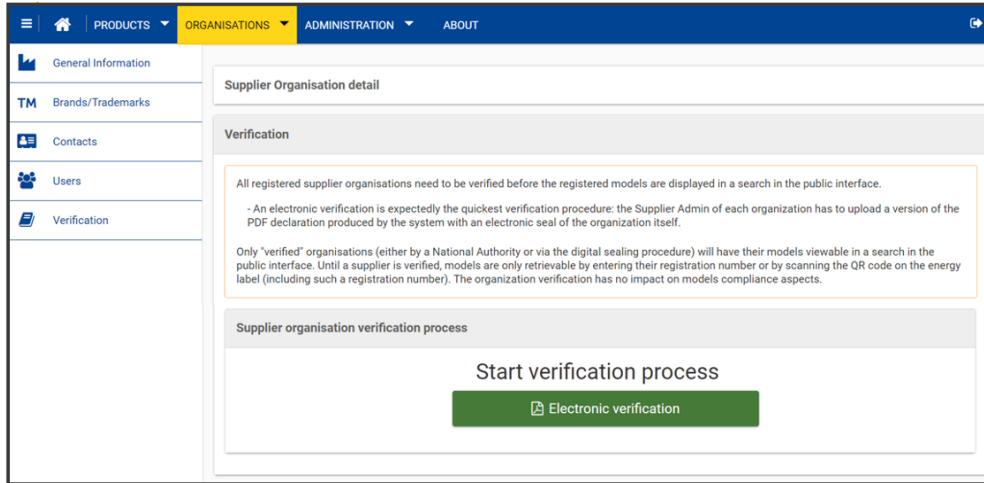 PRODUCTS
ORGANISATIONS
ADMINISTRATION
ABOUT
General Information
TM Brands/Trademarks
Contacts
Users
Verification
Supplier Organisation detail
Verification
All registered supplier organisations need to be verified before the registered models are displayed in a search in the public interface.
- An electronic verification is expectedly the quickest verification procedure: the Supplier Admin of each organization has to upload a version of the
PDF declaration produced by the system with an electronic seal of the organization itself.
Only "verified" organisations (either by a National Authority or via the digital sealing procedure) will have their models viewable in a search in the
public interface. Until a supplier is verified, models are only retrievable by entering their registration number or by scanning the QR code on the energy
label (including such a registration number). The organization verification has no impact on models compliance aspects.
Supplier organisation verification process
Start verification process
Electronic verification